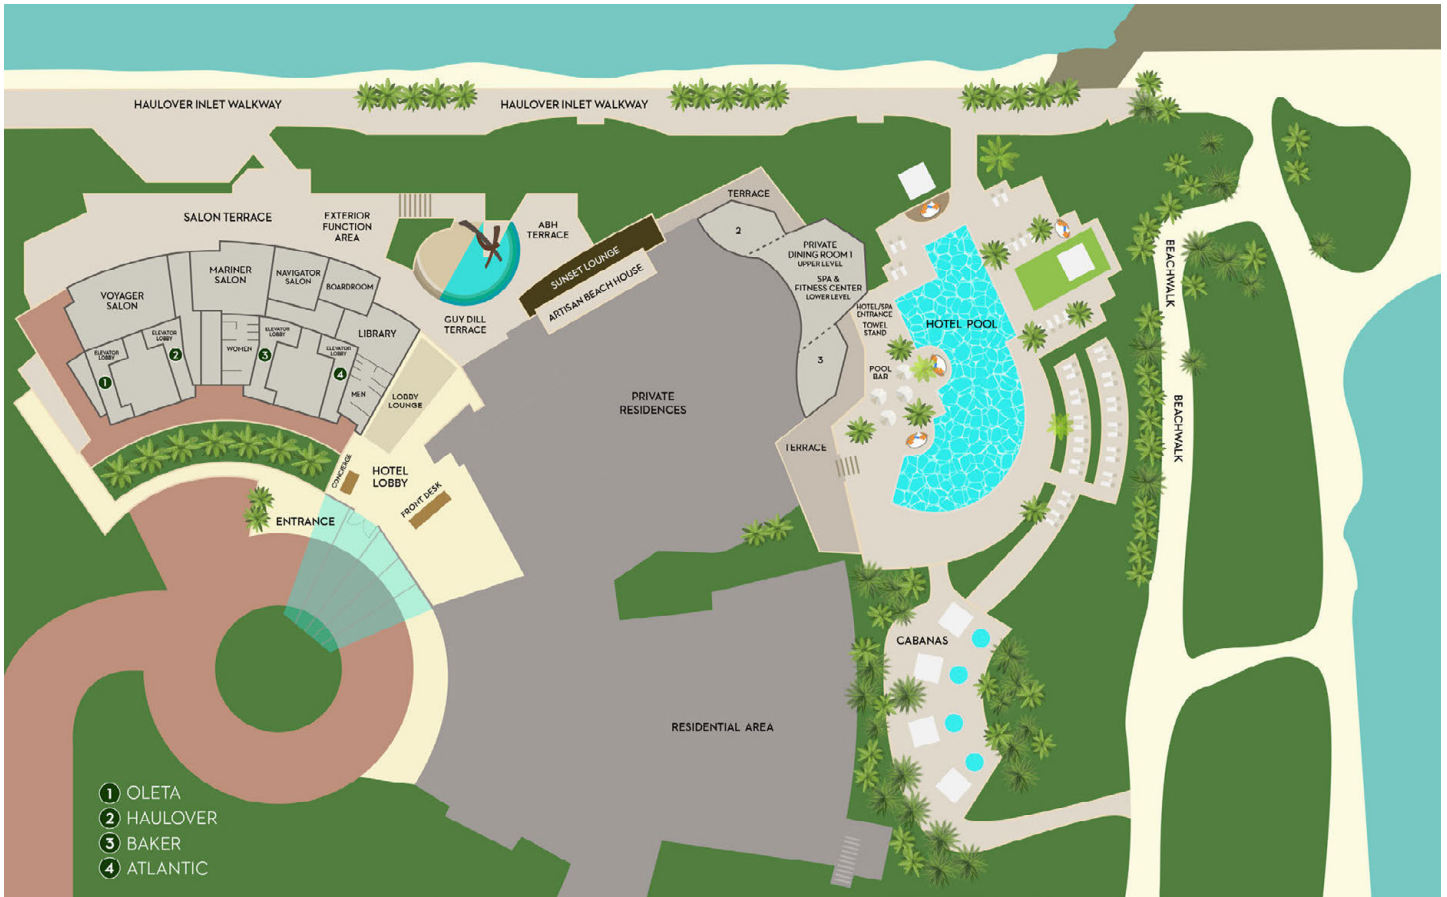 HAULOVER INLET WALKWAY
HAULOVER INLET WALKWAY
SALON TERRACE
EXTERIOR
FUNCTION
AREA
ABH
TERRACE
TERRACE
2
PRIVATE
DINING ROOM 1
UPPER LEVEL
SPA &
FITNESS CENTER
LOWER LEVEL
3
SUNSET LOUNGE
ARTISAN BEACH HOUSE
GUY DILL
TERRACE
VOYAGER
SALON
MARINER
SALON
NAVIGATOR
SALON
BOARDROOM
LIBRARY
ELEVATOR
LOBBY
1
ELEVATOR
LOBBY
2
WOMEN
ELEVATOR
LOBBY
3
ELEVATOR
LOBBY
4
MEN
LOBBY
LOUNGE
HOTEL/SPA
ENTRANCE
TOWEL
STAND
HOTEL POOL
POOL
BAR
PRIVATE
RESIDENCES
TERRACE
BEACHWALK
BEACHWALK
CONCIERGE
HOTEL
LOBBY
FRONT DESK
ENTRANCE
CABANAS
RESIDENTIAL AREA
1 OLETA
2 HAULOVER
3 BAKER
4 ATLANTIC